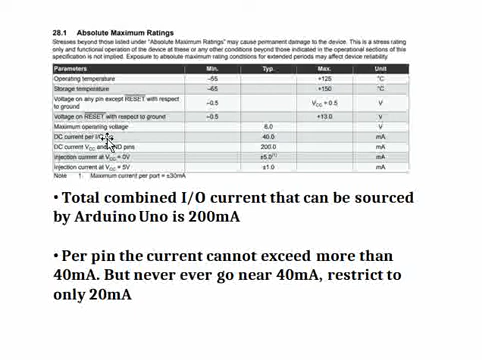 28.1 Absolute Maximum Ratings
Stresses beyond those listed under "Absolute Maximum Ratings" may cause permanent damage to the device. This is a stress rating
only and functional operation of the device at these or any other conditions beyond those indicated in the operational sections of this
specification is not implied. Exposure to absolute maximum rating conditions for extended periods may affect device reliability
Parameters Min. Typ. Max. Unit
Operating temperature –55 +125 °C
Storage temperature –65 +150 °C
Voltage on any pin except RESET with respect
to ground –0.5 VCC + 0.5 V
Voltage on RESET with respect to ground –0.5 +13.0 V
Maximum operating voltage 6.0 V
DC current per I/O 40.0 mA
DC current VCC and pins 200.0 mA
Injection current at VCC = 0V ±5.0(1) mA
Injection current at VCC = 5V ±1.0 mA
Note 1. Maximum current per port = ±30mA
• Total combined I/O current that can be sourced
by Arduino Uno is 200mA
• Per pin the current cannot exceed more than
40mA. But never ever go near 40mA, restrict to
only 20mA